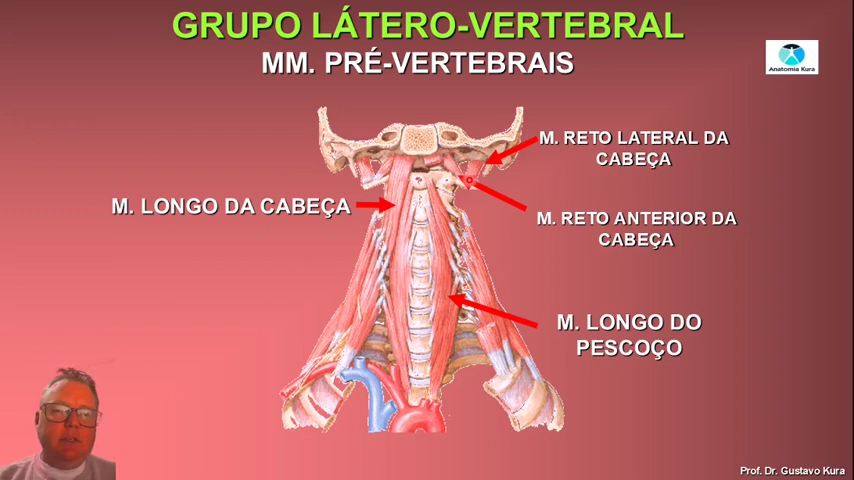 GRUPO LÁTERO-VERTEBRAL
MM. PRÉ-VERTEBRAIS
Anatomia Kura
M. RETO LATERAL DA
CABEÇA
M. LONGO DA CABEÇA
M. RETO ANTERIOR DA
CABEÇA
M. LONGO DO
PESCOÇO
Prof. Dr. Gustavo Kura